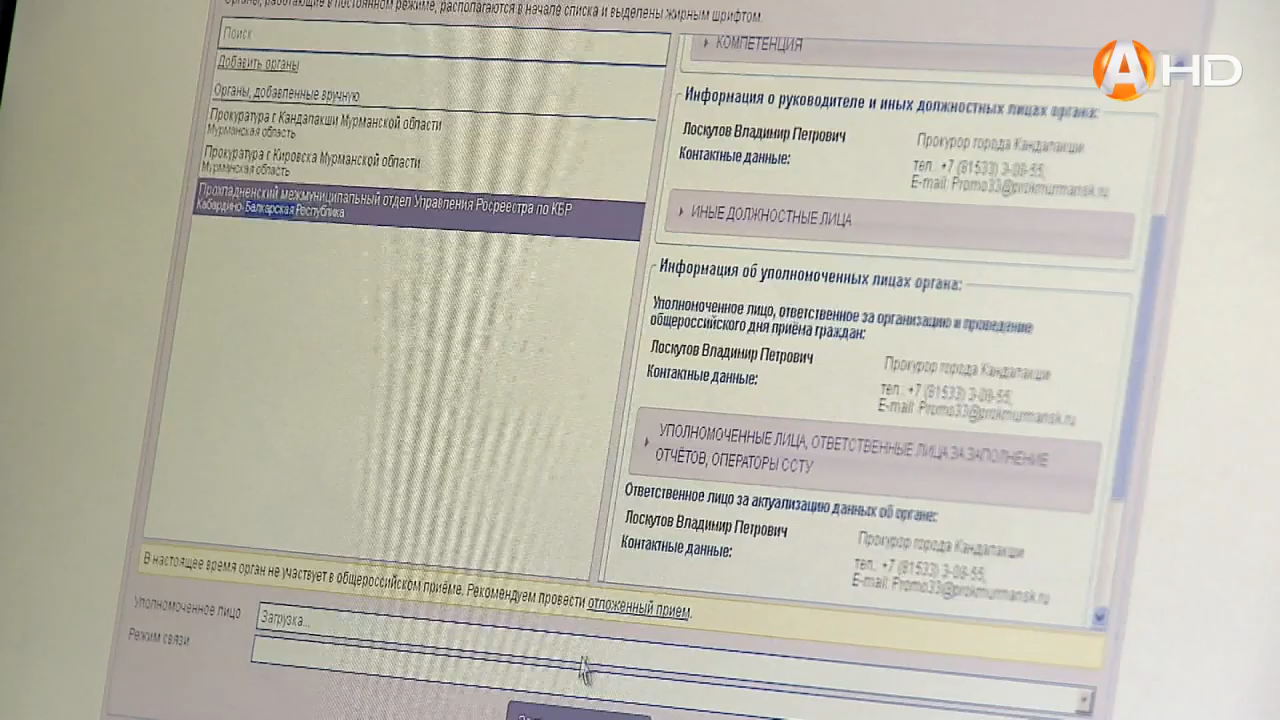 Органы, работающие в постоянном режиме, располагаются в начале списка и выделены жирным шрифтом.
Поиск
Добавить органы
Органы, добавленные вручную
Прокуратура г Кандалакши Мурманской области
Мурманская область
Прокуратура г Кировска Мурманской области
Мурманская область
Прохладненский межмуниципальный отдел Управления Росреестра по КБР
Кабардино-Балкарская Республика
КОМПЕТЕНЦИЯ
Информация о руководителе и иных должностных лицах органа:
Лоскутов Владимир Петрович
Прокурор города Кандалакши
Контактные данные:
тел.: +7 (81533) 3-08-55,
E-mail: Promo33@prokmurmansk.ru
ИНЫЕ ДОЛЖНОСТНЫЕ ЛИЦА
Информация об уполномоченных лицах органа:
Уполномоченное лицо, ответственное за организацию и проведение
общероссийского дня приёма граждан:
Лоскутов Владимир Петрович
Прокурор города Кандалакши
Контактные данные:
тел.: +7 (81533) 3-08-55,
E-mail: Promo33@prokmurmansk.ru
УПОЛНОМОЧЕННЫЕ ЛИЦА, ОТВЕТСТВЕННЫЕ ЛИЦА ЗА ЗАПОЛНЕНИЕ
ОТЧЁТОВ, ОПЕРАТОРЫ ССТУ
Ответственное лицо за актуализацию данных об органе:
Лоскутов Владимир Петрович
Прокурор города Кандалакши
Контактные данные:
тел.: +7 (81533) 3-08-55,
E-mail: Promo33@prokmurmansk.ru
В настоящее время орган не участвует в общероссийском приёме. Рекомендуем провести отложенный прием.
Уполномоченное лицо
Загрузка...
Режим связи
А HD